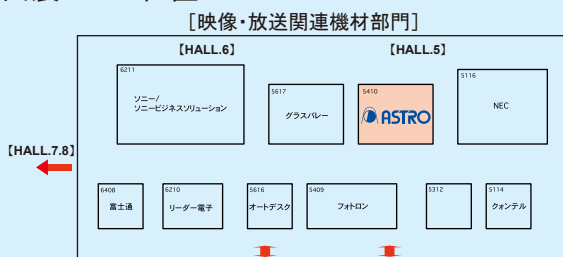 ［映像・放送関連機材部門］
【HALL.6】
【HALL.5】
6211
ソニー/
ソニービジネスソリューション
5617
グラスバレー
5410
ASTRO
5116
NEC
【HALL.7.8】
6408
富士通
6210
リーダー電子
5616
オートデスク
5409
フォトロン
5312
5114
クォンテル